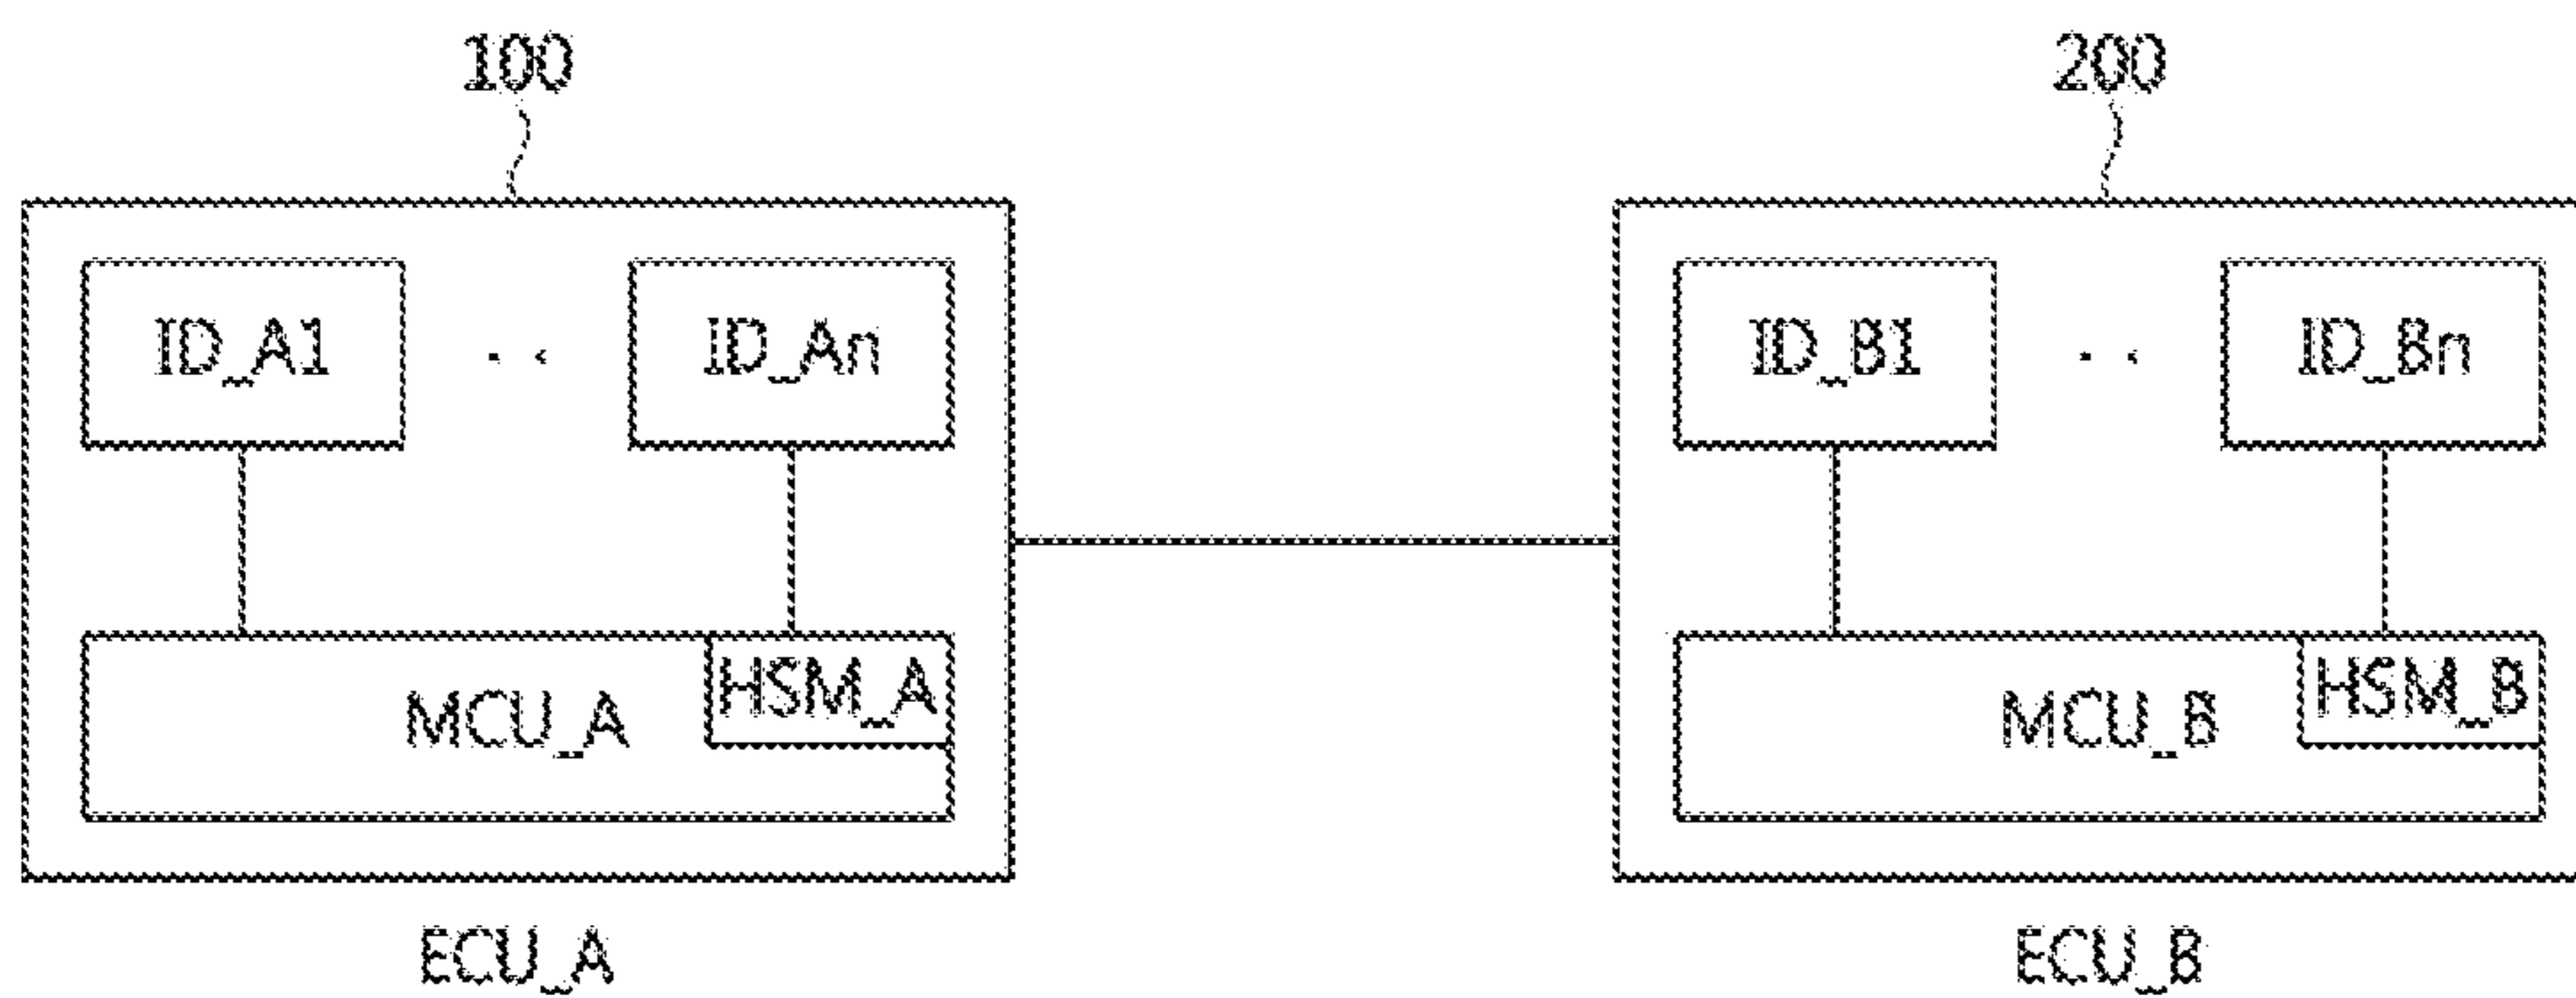 100 200
ID_A1 . . ID_An ID_B1 . . ID_Bn
MCU_A HSM_A MCU_B HSM_B
ECU_A ECU_B